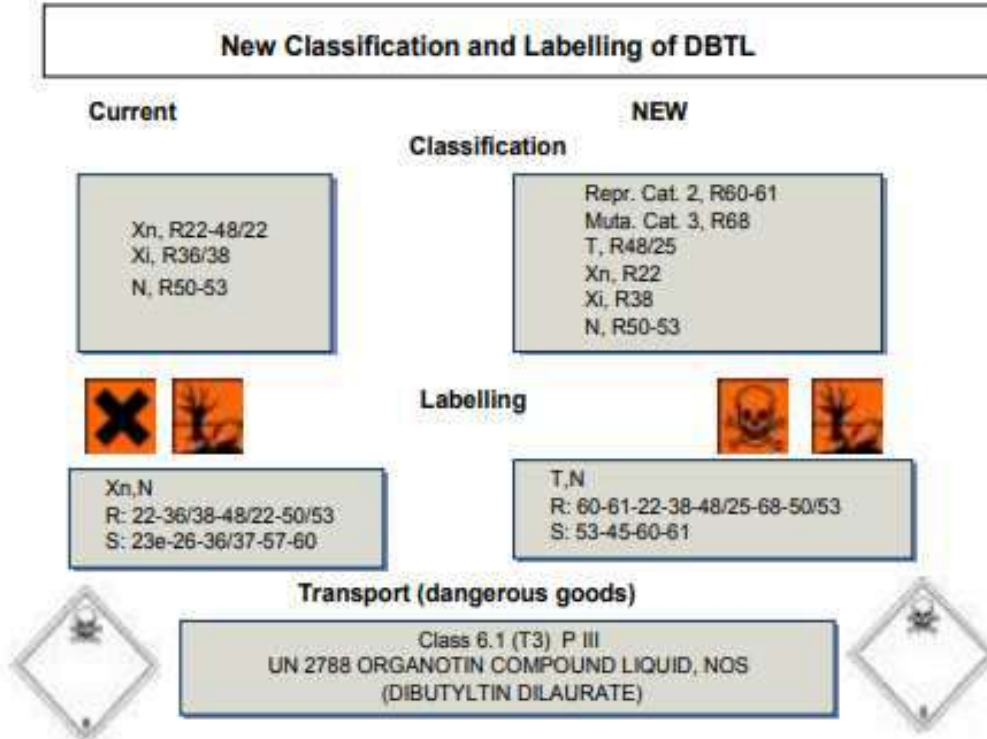 New Classification and Labelling of DBTL
Current
NEW
Classification
Xn, R22-48/22
Xi, R36/38
N, R50-53
Repr. Cat. 2, R60-61
Muta. Cat. 3, R68
T, R48/25
Xn, R22
Xi, R38
N, R50-53
Labelling
Xn,N
R: 22-36/38-48/22-50/53
S: 23e-26-36/37-57-60
T,N
R: 60-61-22-38-48/25-68-50/53
S: 53-45-60-61
Transport (dangerous goods)
Class 6.1 (T3) P III
UN 2788 ORGANOTIN COMPOUND LIQUID, NOS
(DIBUTYLTIN DILAURATE)